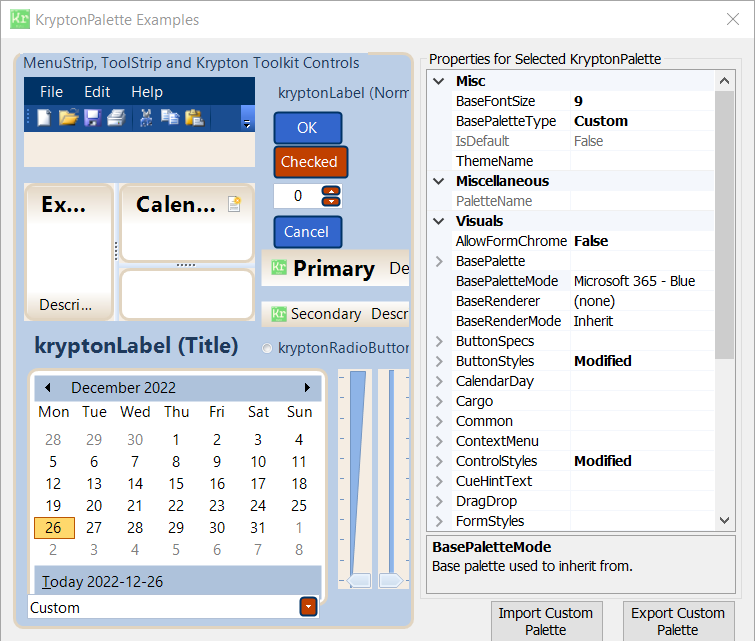 Kr KryptonPalette Examples
MenuStrip, ToolStrip and Krypton Toolkit Controls
File Edit Help
kryptonLabel (Norm
OK
Checked
0
Cancel
Ex...
Calen...
Descri...
Kr Primary De
Kr Secondary Descr
kryptonLabel (Title)
kryptonRadioButton
December 2022
Mon Tue Wed Thu Fri Sat Sun
28 29 30 1 2 3 4
5 6 7 8 9 10 11
12 13 14 15 16 17 18
19 20 21 22 23 24 25
26 27 28 29 30 31 1
2 3 4 5 6 7 8
Today 2022-12-26
Custom
Properties for Selected KryptonPalette
Misc
BaseFontSize 9
BasePaletteType Custom
IsDefault False
ThemeName
Miscellaneous
PaletteName
Visuals
AllowFormChrome False
BasePalette
BasePaletteMode Microsoft 365 - Blue
BaseRenderer (none)
BaseRenderMode Inherit
ButtonSpecs
ButtonStyles Modified
CalendarDay
Cargo
Common
ContextMenu
ControlStyles Modified
CueHintText
DragDrop
FormStyles
BasePaletteMode
Base palette used to inherit from.
Import Custom
Palette
Export Custom
Palette